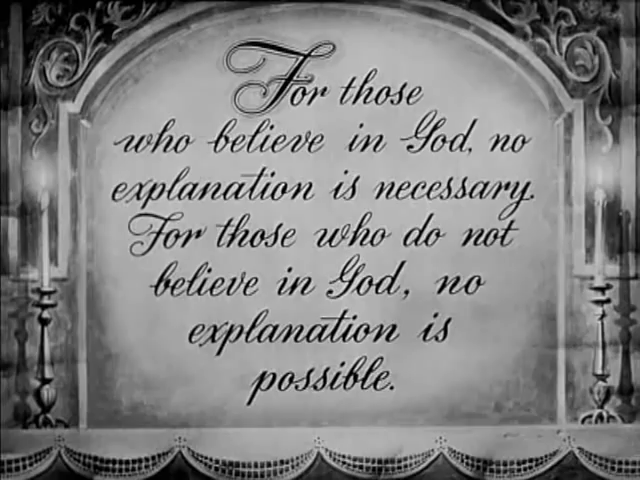 For those
who believe in God, no
explanation is necessary.
For those who do not
believe in God, no
explanation is
possible.